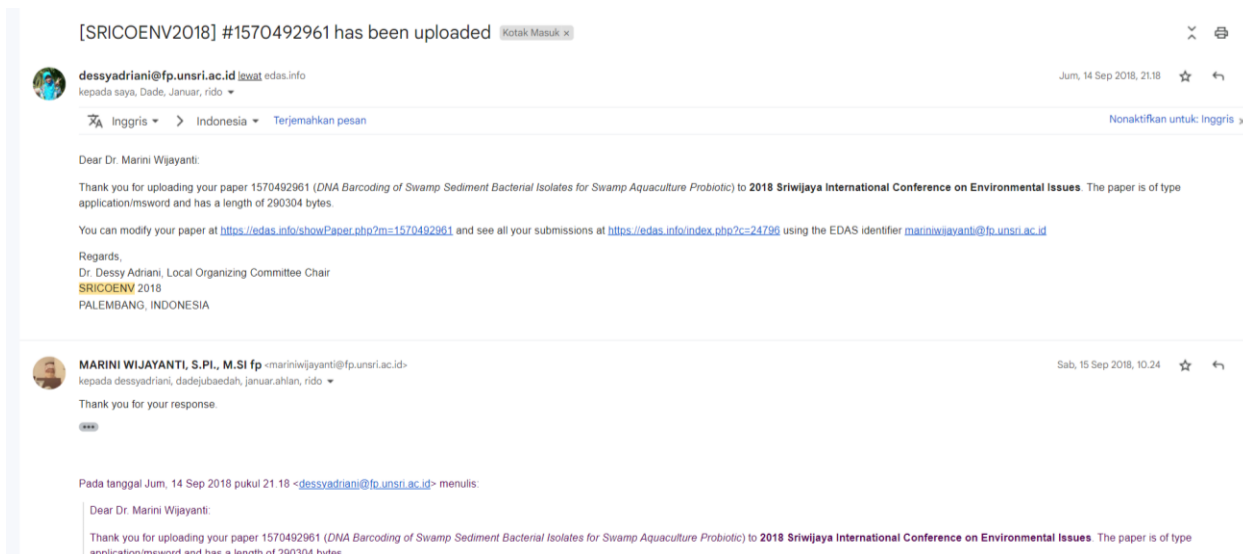 [SRICOENV2018] #1570492961 has been uploaded Kotak Masuk ×
dessyadriani@fp.unsri.ac.id lewat edas.info Jum, 14 Sep 2018, 21.18
kepada saya, Dade, Januar, rido
Inggris > Indonesia Terjemahkan pesan Nonaktifkan untuk: Inggris x
Dear Dr. Marini Wijayanti:
Thank you for uploading your paper 1570492961 (DNA Barcoding of Swamp Sediment Bacterial Isolates for Swamp Aquaculture Probiotic) to 2018 Sriwijaya International Conference on Environmental Issues. The paper is of type
application/msword and has a length of 290304 bytes.
You can modify your paper at https://edas.info/showPaper.php?m=1570492961 and see all your submissions at https://edas.info/index.php?c=24796 using the EDAS identifier mariniwijayanti@fp.unsri.ac.id
Regards,
Dr. Dessy Adriani, Local Organizing Committee Chair
SRICOENV 2018
PALEMBANG, INDONESIA
MARINI WIJAYANTI, S.PI., M.SI fp <mariniwijayanti@fp.unsri.ac.id> Sab, 15 Sep 2018, 10.24
kepada dessyadriani, dadejubaedah, januar.ahlan, rido
Thank you for your response.
Pada tanggal Jum, 14 Sep 2018 pukul 21.18 <dessyadriani@fp.unsri.ac.id> menulis:
Dear Dr. Marini Wijayanti:
Thank you for uploading your paper 1570492961 (DNA Barcoding of Swamp Sediment Bacterial Isolates for Swamp Aquaculture Probiotic) to 2018 Sriwijaya International Conference on Environmental Issues. The paper is of type
application/msword and has a length of 290304 bytes.